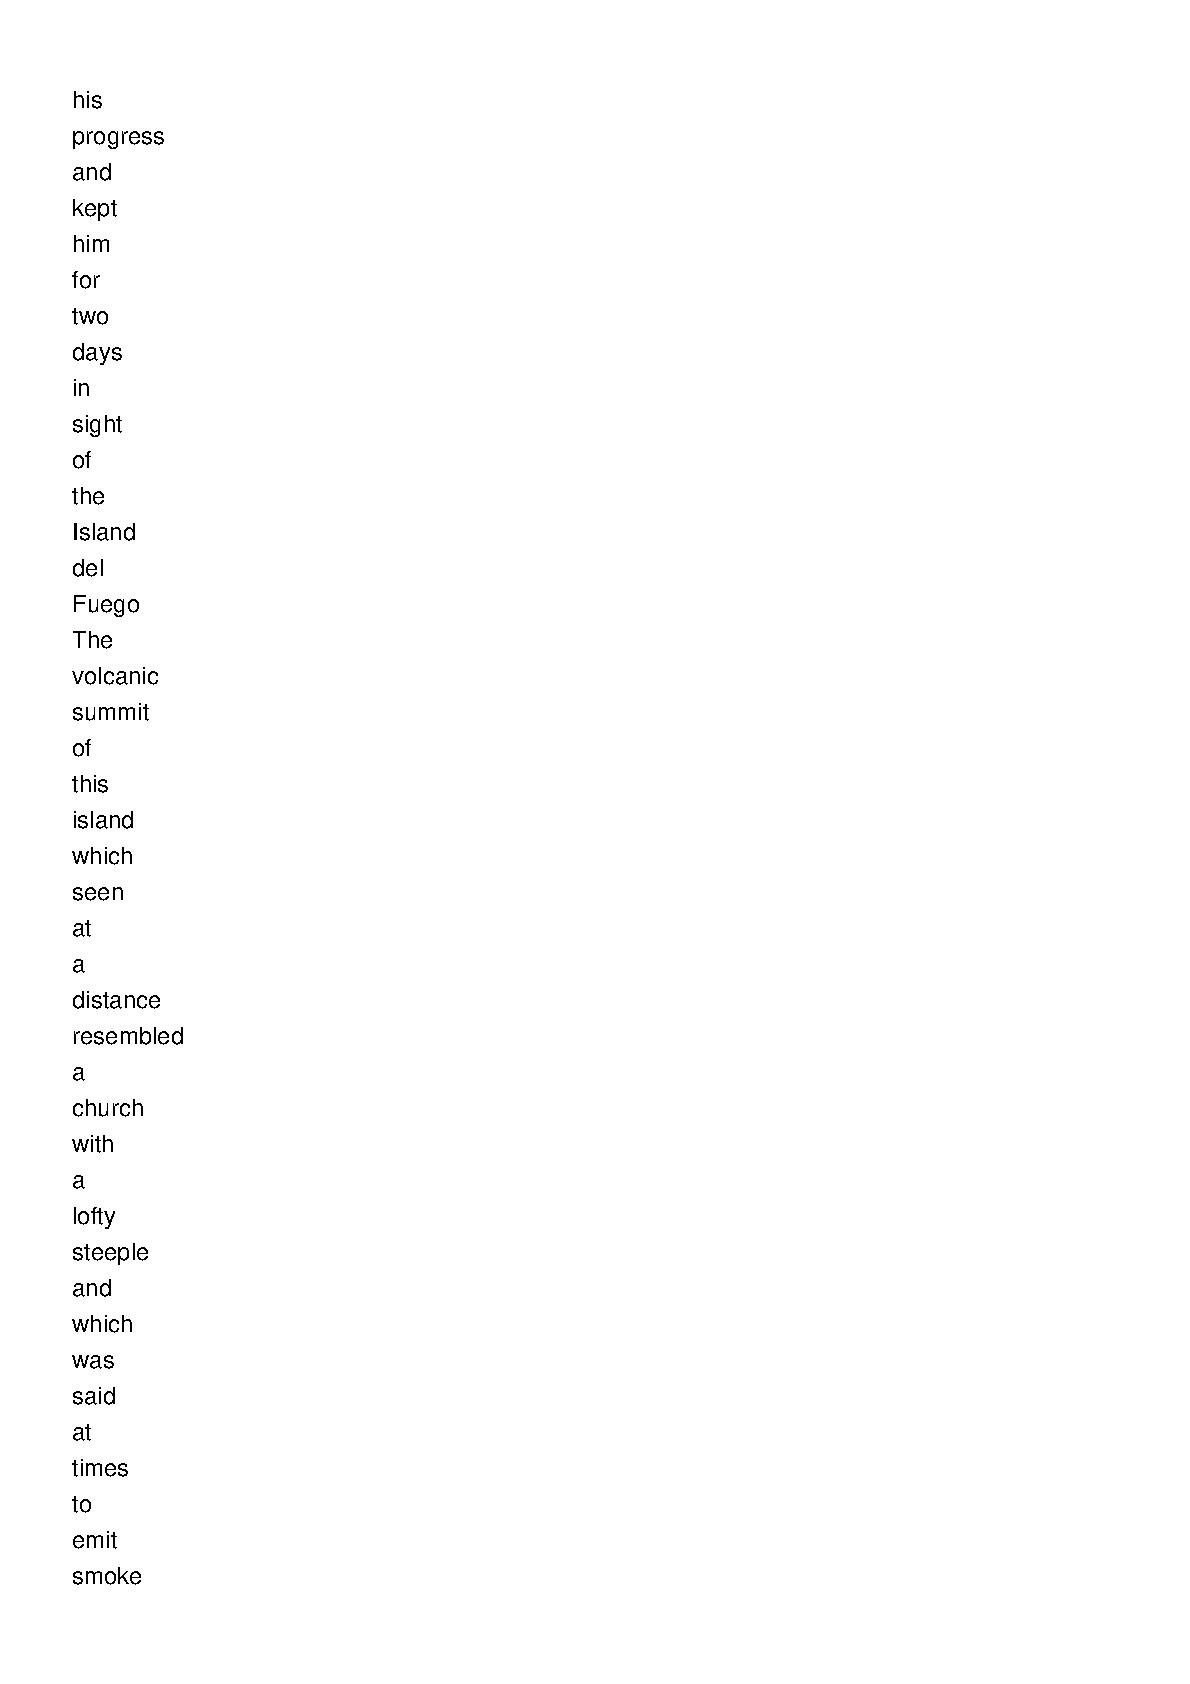 his
progress
and
kept
him
for
two
days
in
sight
of
the
Island
del
Fuego
The
volcanic
summit
of
this
island
which
seen
at
a
distance
resembled
a
church
with
a
lofty
steeple
and
which
was
said
at
times
to
emit
smoke